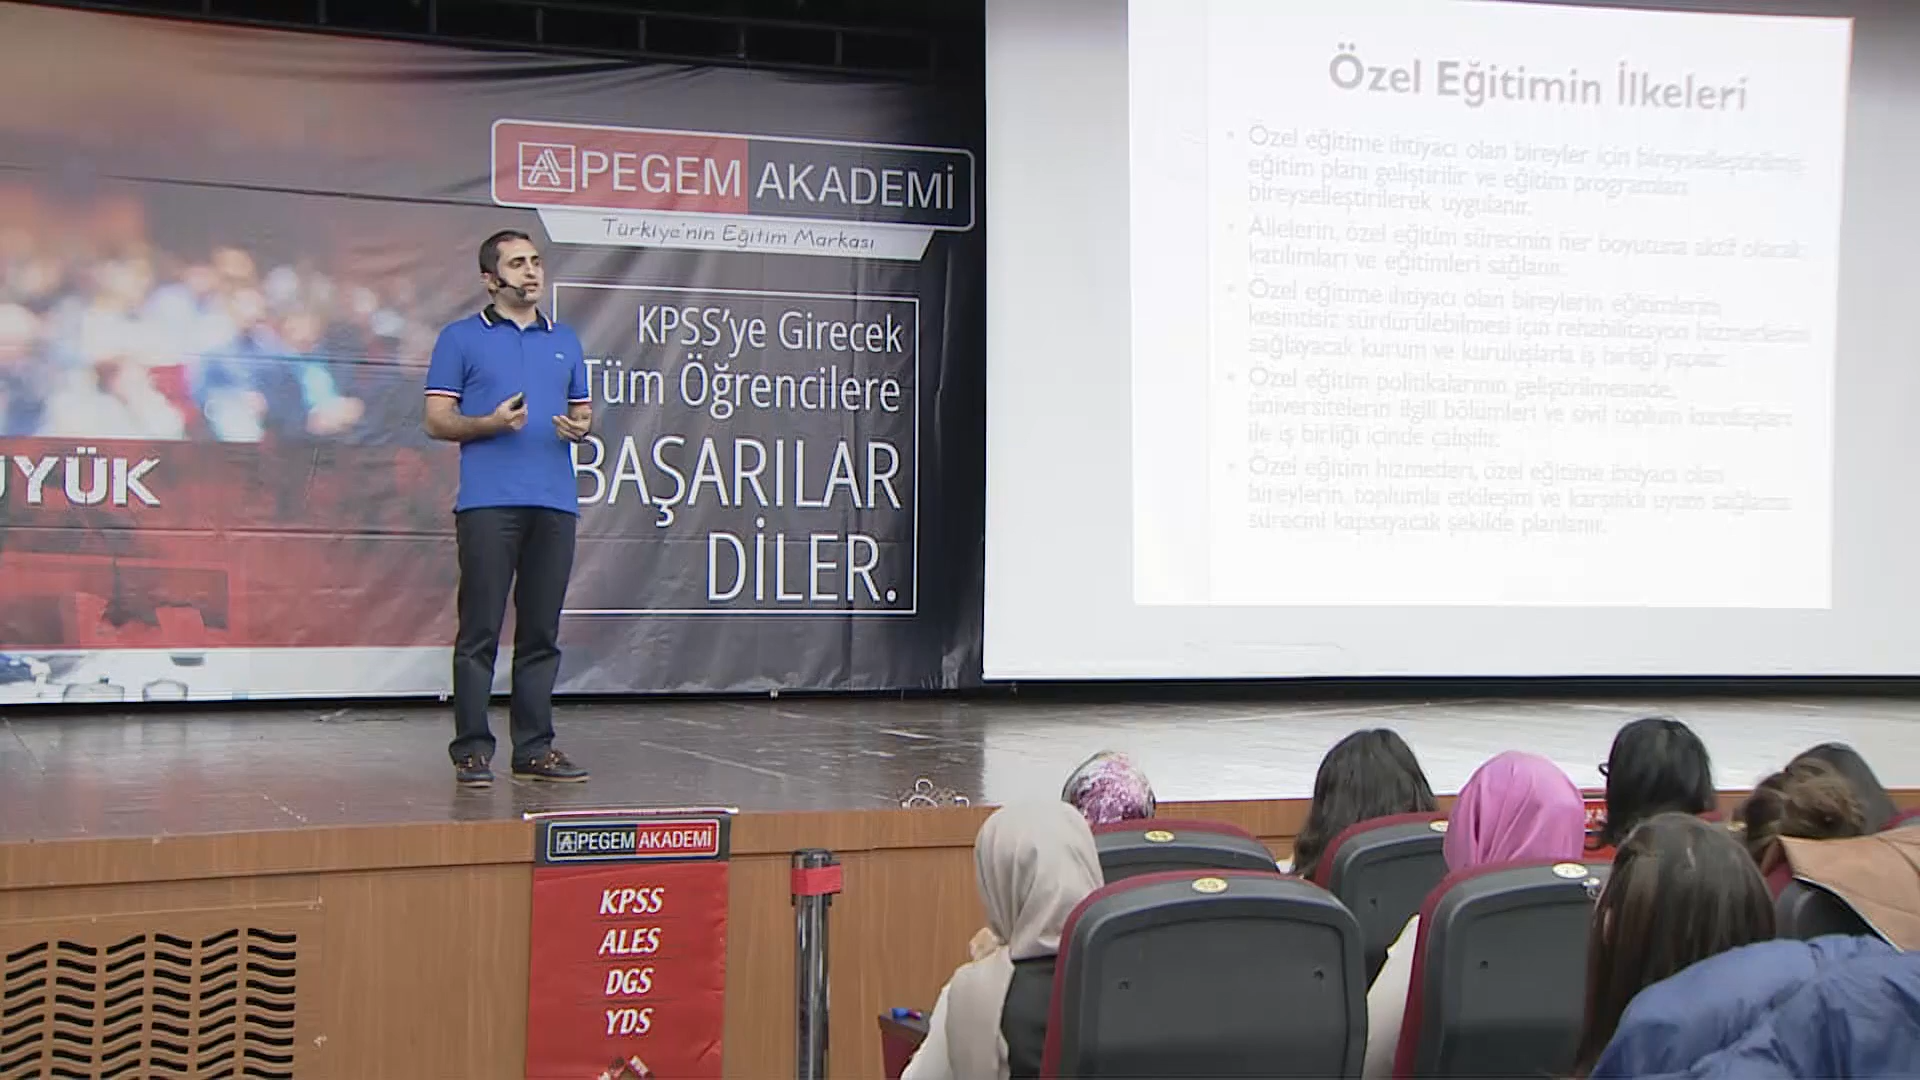 PEGEM AKADEMİ
Türkiye'nin Eğitim Markası
KPSS'ye Girecek
Tüm Öğrencilere
BAŞARILAR
DİLER.
YÜK
Özel Eğitimin İlkeleri
• Özel eğitime ihtiyacı olan bireyler için bireyselleştirilmiş
eğitim planı geliştirilir ve eğitim programları
bireyselleştirilerek uygulanır.
• Ailelerin, özel eğitim sürecinin her boyutuna aktif olarak
katılımları ve eğitimleri sağlanır.
• Özel eğitime ihtiyacı olan bireylerin eğitimlerini
kesintisiz sürdürülebilmesi için rehabilitasyon hizmetlerini
sağlayacak kurum ve kuruluşlarla iş birliği yapılır.
• Özel eğitim politikalarının geliştirilmesinde,
üniversitelerin ilgili bölümleri ve sivil toplum kuruluşları
ile iş birliği içinde çalışılır.
• Özel eğitim hizmetleri, özel eğitime ihtiyacı olan
bireylerin, toplumla etkileşim ve karşılıklı uyum sağlama
sürecini kapsayacak şekilde planlanır.
PEGEM AKADEMİ
KPSS
ALES
DGS
YDS